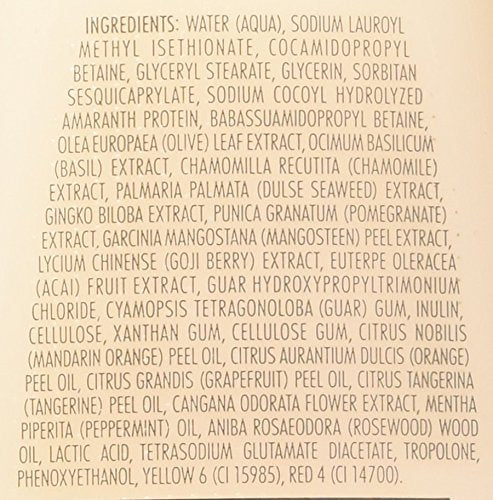 INGREDIENTS: WATER (AQUA), SODIUM LAUROYL
METHYL ISETHIONATE, COCAMIDOPROPYL
BETAINE, GLYCERYL STEARATE, GLYCERIN, SORBITAN
SESQUICAPRYLATE, SODIUM COCOYL HYDROLYZED
AMARANTH PROTEIN, BABASSUAMIDOPROPYL BETAINE,
OLEA EUROPAEA (OLIVE) LEAF EXTRACT, OCIMUM BASILICUM
(BASIL) EXTRACT, CHAMOMILLA RECUTITA (CHAMOMILE)
EXTRACT, PALMARIA PALMATA (DULSE SEAWEED) EXTRACT,
GINGKO BILOBA EXTRACT, PUNICA GRANATUM (POMEGRANATE)
EXTRACT, GARCINIA MANGOSTANA (MANGOSTEEN) PEEL EXTRACT,
LYCIUM CHINENSE (GOJI BERRY) EXTRACT, EUTERPE OLERACEA
(ACAI) FRUIT EXTRACT, GUAR HYDROXYPROPYLTRIMONIUM
CHLORIDE, CYAMOPSIS TETRAGONOLOBA (GUAR) GUM, INULIN,
CELLULOSE, XANTHAN GUM, CELLULOSE GUM, CITRUS NOBILIS
(MANDARIN ORANGE) PEEL OIL, CITRUS AURANTIUM DULCIS (ORANGE)
PEEL OIL, CITRUS GRANDIS (GRAPEFRUIT) PEEL OIL, CITRUS TANGERINA
(TANGERINE) PEEL OIL, CANGANA ODORATA FLOWER EXTRACT, MENTHA
PIPERITA (PEPPERMINT) OIL, ANIBA ROSAEODORA (ROSEWOOD) WOOD
OIL, LACTIC ACID, TETRASODIUM GLUTAMATE DIACETATE, TROPOLONE,
PHENOXYETHANOL, YELLOW 6 (CI 15985), RED 4 (CI 14700).